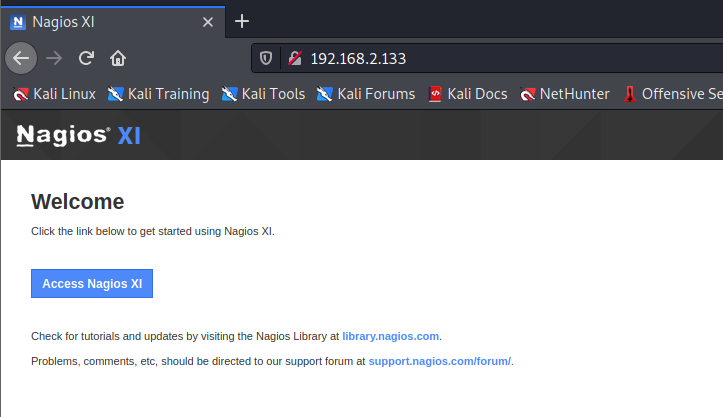 Nagios XI
192.168.2.133
Kali Linux Kali Training Kali Tools Kali Forums Kali Docs NetHunter Offensive Se
Nagios® XI
Welcome
Click the link below to get started using Nagios XI.
Access Nagios XI
Check for tutorials and updates by visiting the Nagios Library at library.nagios.com.
Problems, comments, etc, should be directed to our support forum at support.nagios.com/forum/.